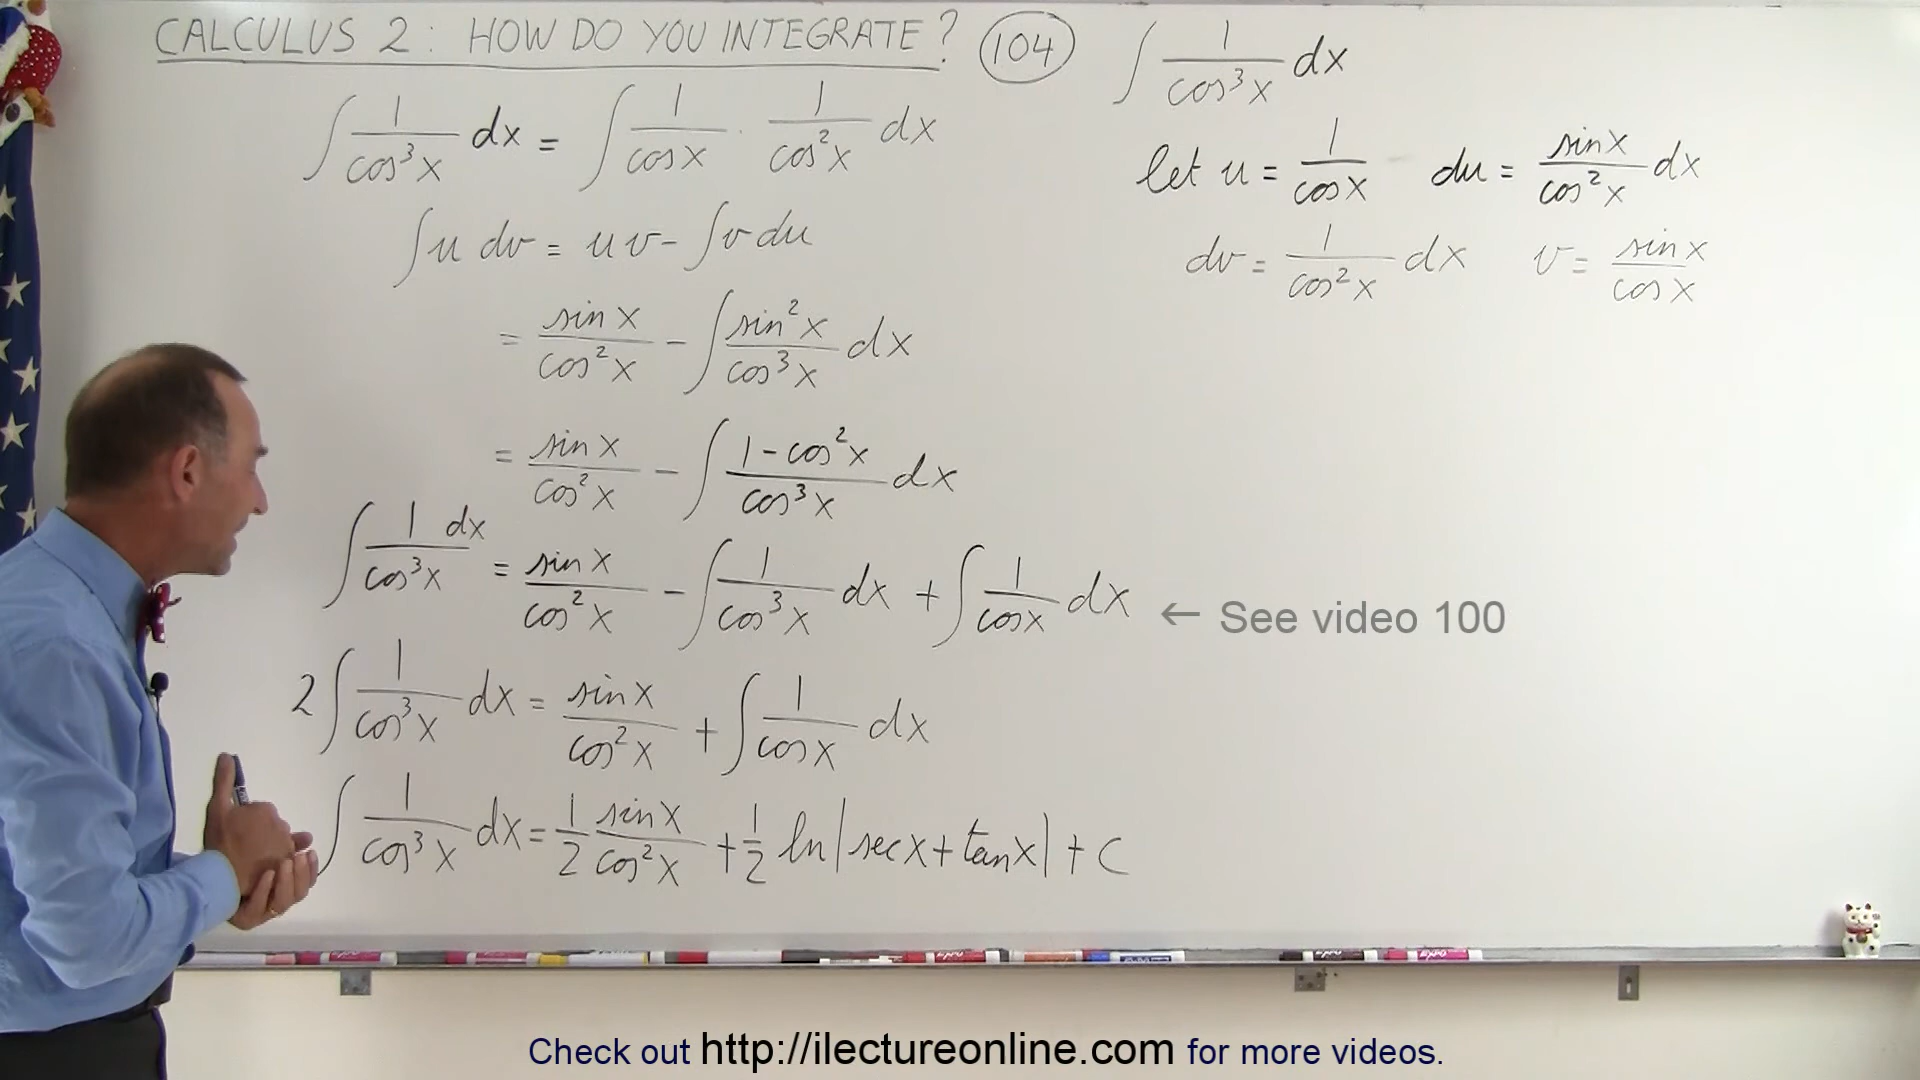 CALCULUS 2 : HOW DO YOU INTEGRATE ? 104
∫ 1/cos³x dx = ∫ 1/cosx · 1/cos²x dx
∫ u dv = uv - ∫ v du
= sin x/cos²x - ∫ sin²x/cos³x dx
= sin x/cos²x - ∫ (1-cos²x)/cos³x dx
∫ 1 dx/cos³x = sin x/cos²x - ∫ 1/cos³x dx + ∫ 1/cosx dx ← See video 100
2 ∫ 1/cos³x dx = sin x/cos²x + ∫ 1/cosx dx
∫ 1/cos³x dx = 1/2 sin x/cos²x + 1/2 ln|sec x + tan x| + C
∫ 1/cos³x dx
let u = 1/cosx du = sin x/cos²x dx
dv = 1/cos²x dx v = sin x/cos x
Check out http://ilectureonline.com for more videos.